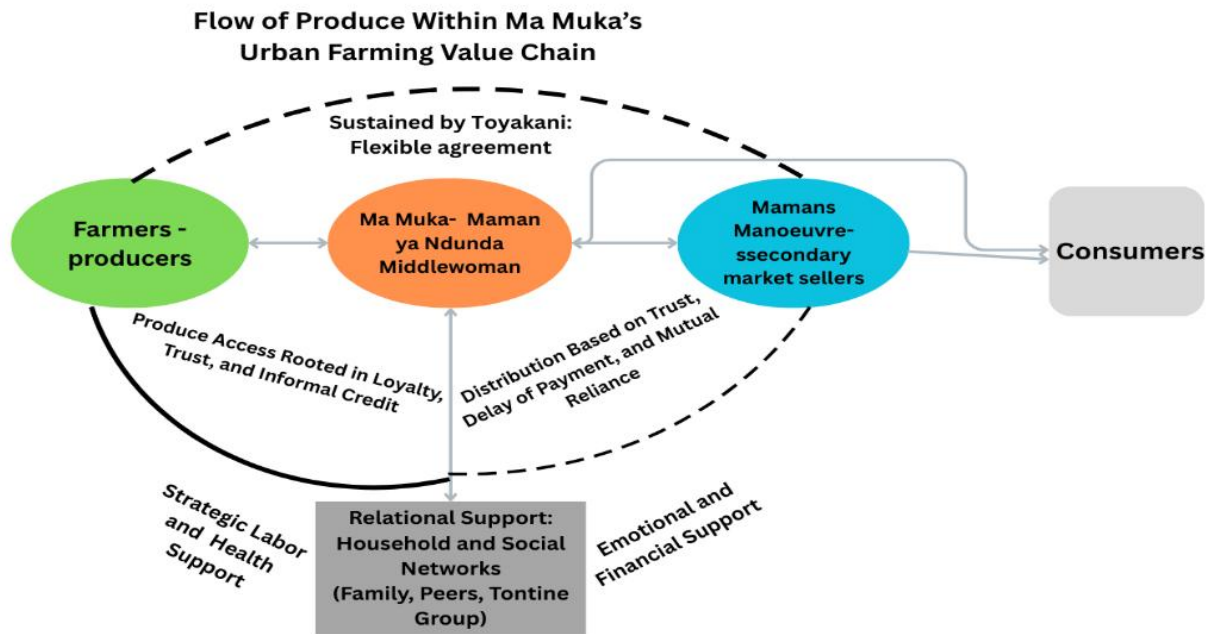 Flow of Produce Within Ma Muka's
Urban Farming Value Chain
Sustained by Toyakani:
Flexible agreement
Farmers -
producers
Ma Muka- Maman
ya Ndunda
Middlewoman
Mamans
Manoeuvre-
ssecondary
market sellers
Consumers
Produce Access Rooted in Loyalty,
Trust, and Informal Credit
Distribution Based on Trust,
Delay of Payment, and Mutual
Reliance
Strategic Labor
and Health
Support
Relational Support:
Household and Social
Networks
(Family, Peers, Tontine
Group)
Emotional and
Financial Support